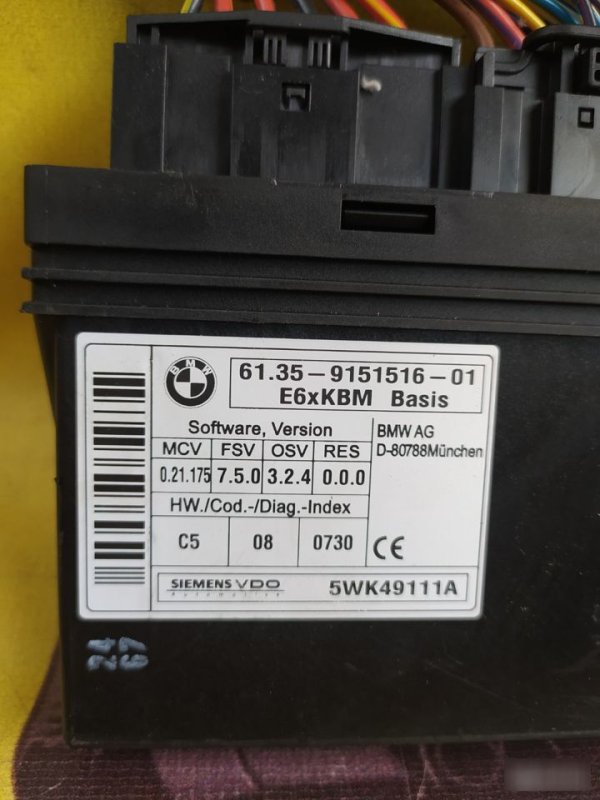 BMW
61.35-9151516-01
E6xKBM Basis
Software, Version
MCV FSV OSV RES
0.21.175 7.5.0 3.2.4 0.0.0
HW./Cod.-/Diag.-Index
C5 08 0730
BMW AG
D-80788München
CE
SIEMENS VDO
Automotive
5WK49111A